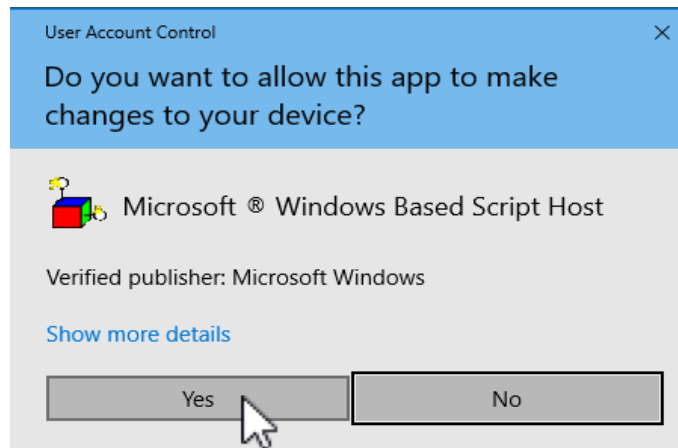 User Account Control
Do you want to allow this app to make
changes to your device?
Microsoft ® Windows Based Script Host
Verified publisher: Microsoft Windows
Show more details
Yes
No